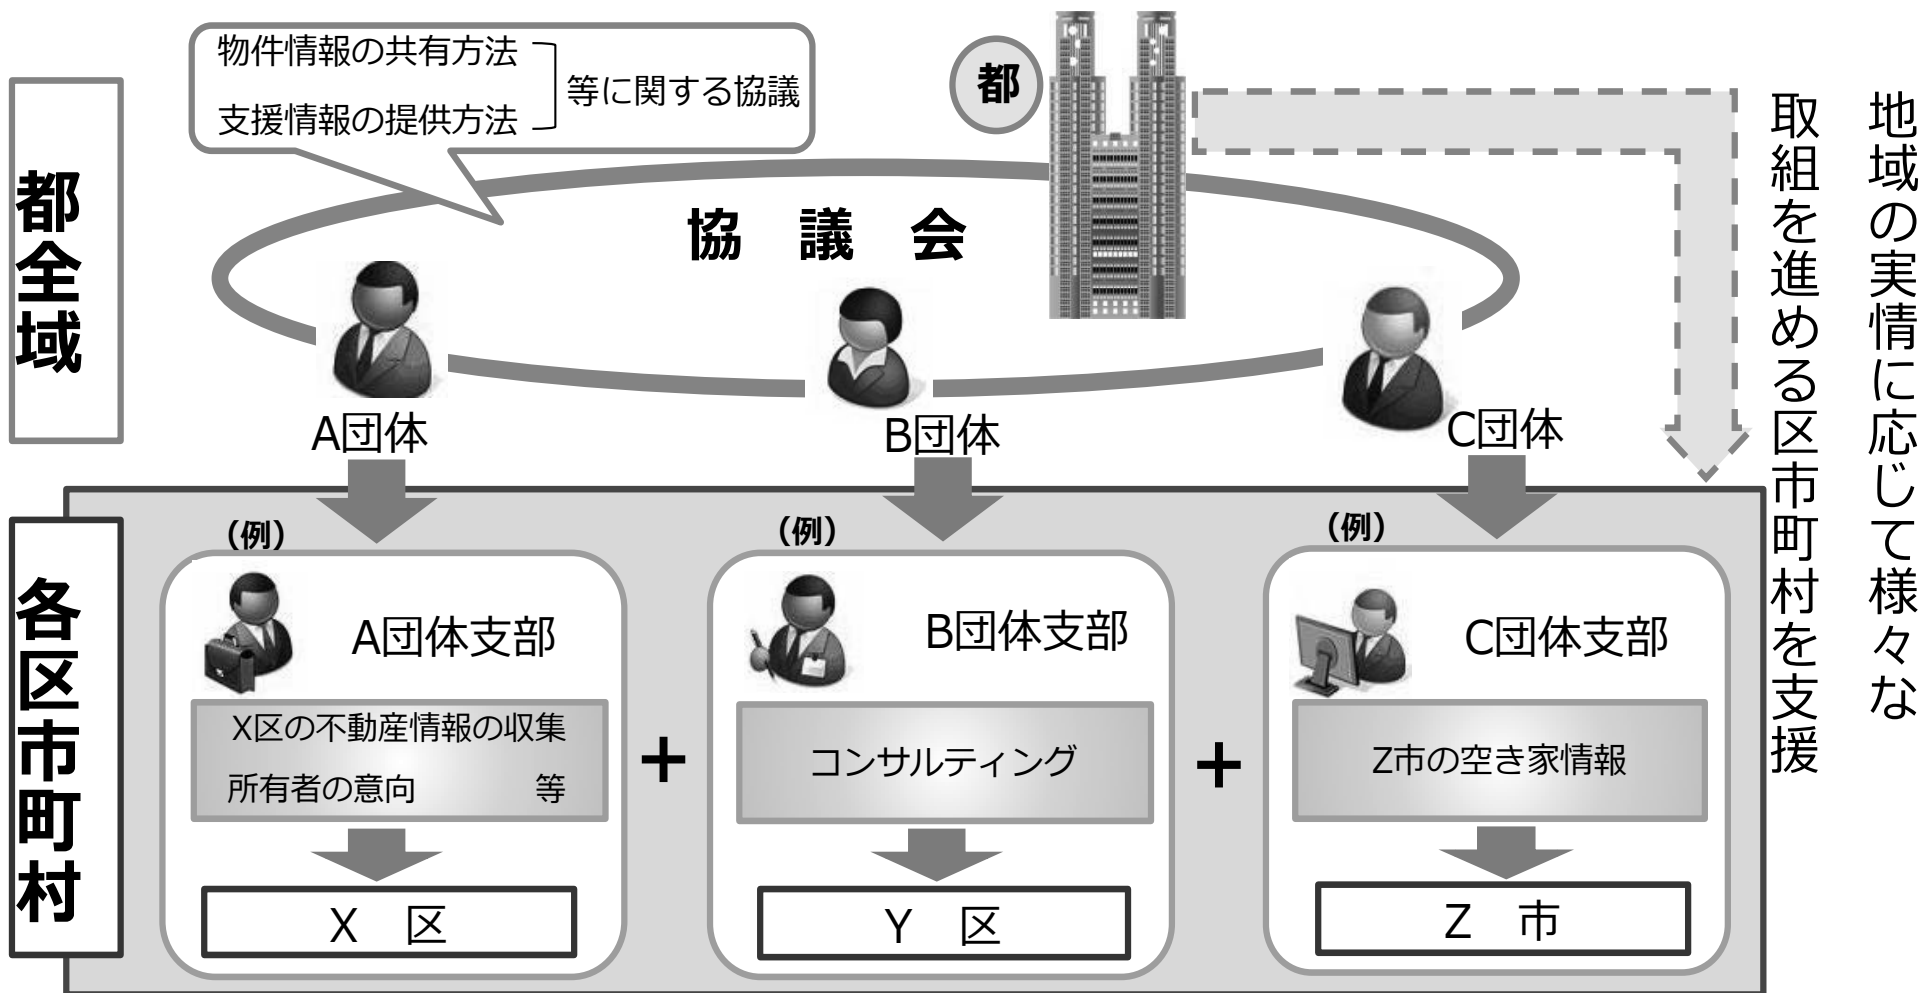 物件情報の共有方法
支援情報の提供方法
等に関する協議
都
都全域
協 議 会
A団体
B団体
C団体
地域の実情に応じて様々な
取組を進める区市町村を支援
各区市町村
（例）
A団体支部
X区の不動産情報の収集
所有者の意向 等
X 区
＋
（例）
B団体支部
コンサルティング
Y 区
＋
（例）
C団体支部
Z市の空き家情報
Z 市